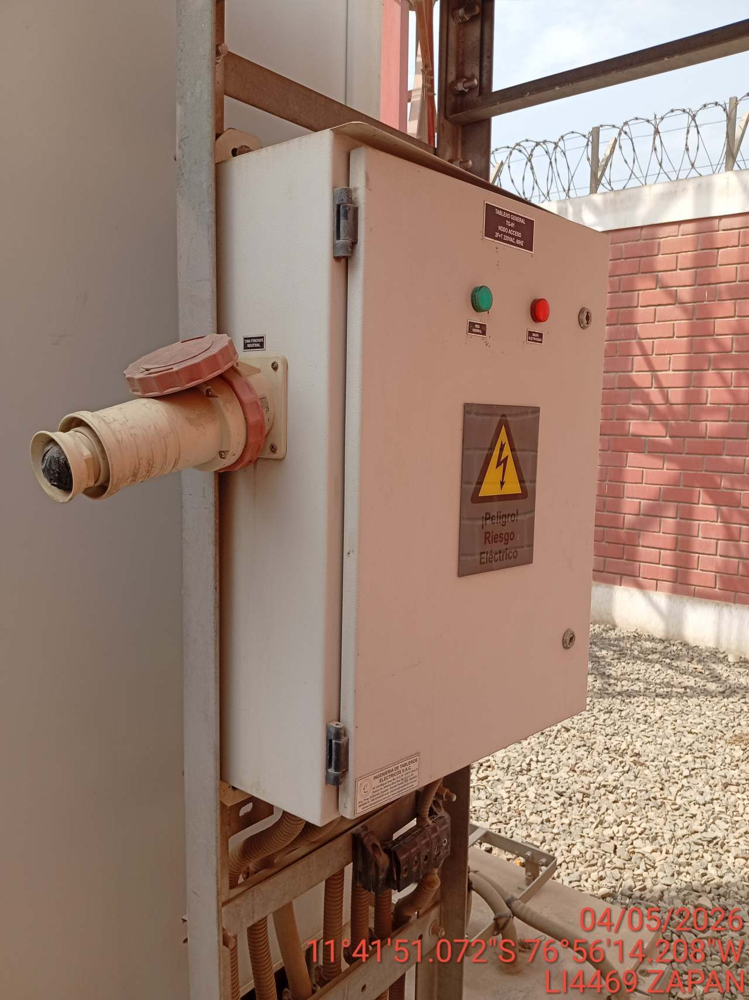 TABLERO GENERAL
TG-01
NODO ACCESO
2F+T 220VAC, 60HZ
RED
NORMAL
GRUPO
ELECTROGENO
TOMA Y ENCHUFE
INDUSTRIAL
¡Peligro!
Riesgo
Eléctrico
INGENIERIA DE TABLEROS
ELECTRICOS S.A.C.
04/05/2026
11°41'51.072"S 76°56'14.208"W
LI4469 ZAPAN